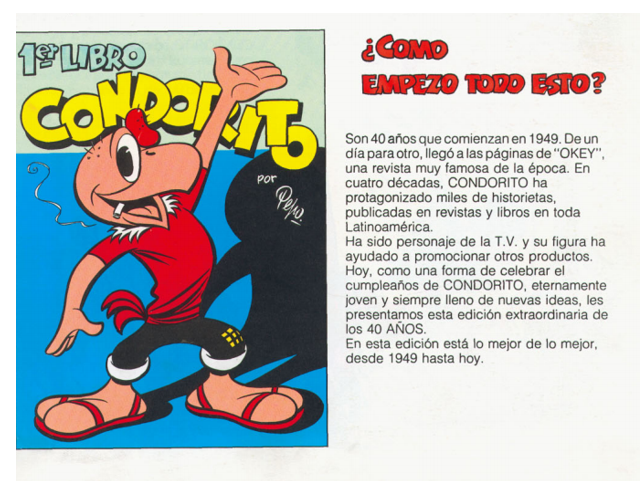 1er LIBRO
CONDORITO
por
Pepo.
¿COMO
EMPEZO TODO ESTO?
Son 40 años que comienzan en 1949. De un
día para otro, llegó a las páginas de "OKEY",
una revista muy famosa de la época. En
cuatro décadas, CONDORITO ha
protagonizado miles de historietas,
publicadas en revistas y libros en toda
Latinoamérica.
Ha sido personaje de la T.V. y su figura ha
ayudado a promocionar otros productos.
Hoy, como una forma de celebrar el
cumpleaños de CONDORITO, eternamente
joven y siempre lleno de nuevas ideas, les
presentamos esta edición extraordinaria de
los 40 AÑOS.
En esta edición está lo mejor de lo mejor,
desde 1949 hasta hoy.